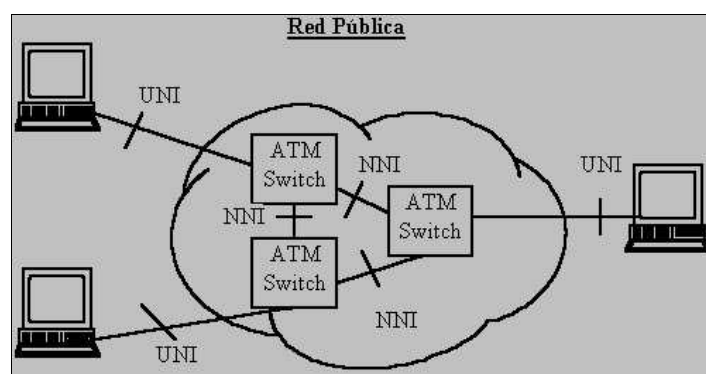 Red Pública
UNI
ATM
Switch
NNI
UNI
ATM
Switch
NNI
ATM
Switch
NNI
UNI